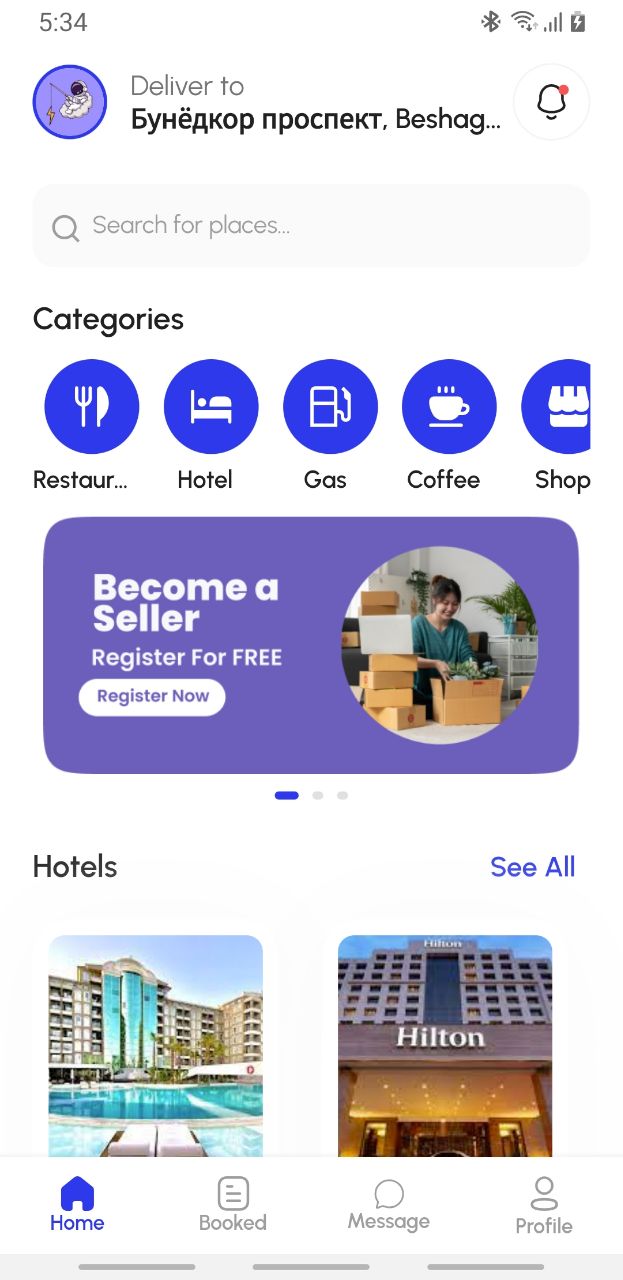 5:34
Deliver to
Бунёдкор проспект, Beshag...
Search for places...
Categories
Restaur...
Hotel
Gas
Coffee
Shop
Become a
Seller
Register For FREE
Register Now
Hotels
See All
Hilton
Hilton
Home
Booked
Message
Profile